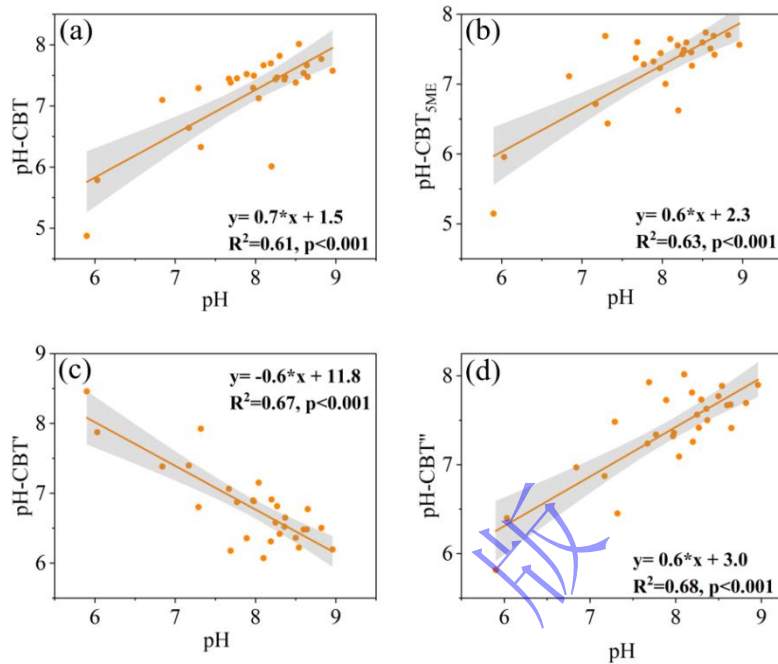 (a)
8
7
6
5
6
7
8
9
pH-CBT
pH
y= 0.7*x + 1.5
R²=0.61, p<0.001
(b)
8
7
6
5
6
7
8
9
pH-CBT₅ME
pH
y= 0.6*x + 2.3
R²=0.63, p<0.001
(c)
9
8
7
6
6
7
8
9
pH-CBT'
pH
y= -0.6*x + 11.8
R²=0.67, p<0.001
(d)
8
7
6
6
7
8
9
pH-CBT"
pH
y= 0.6*x + 3.0
R²=0.68, p<0.001